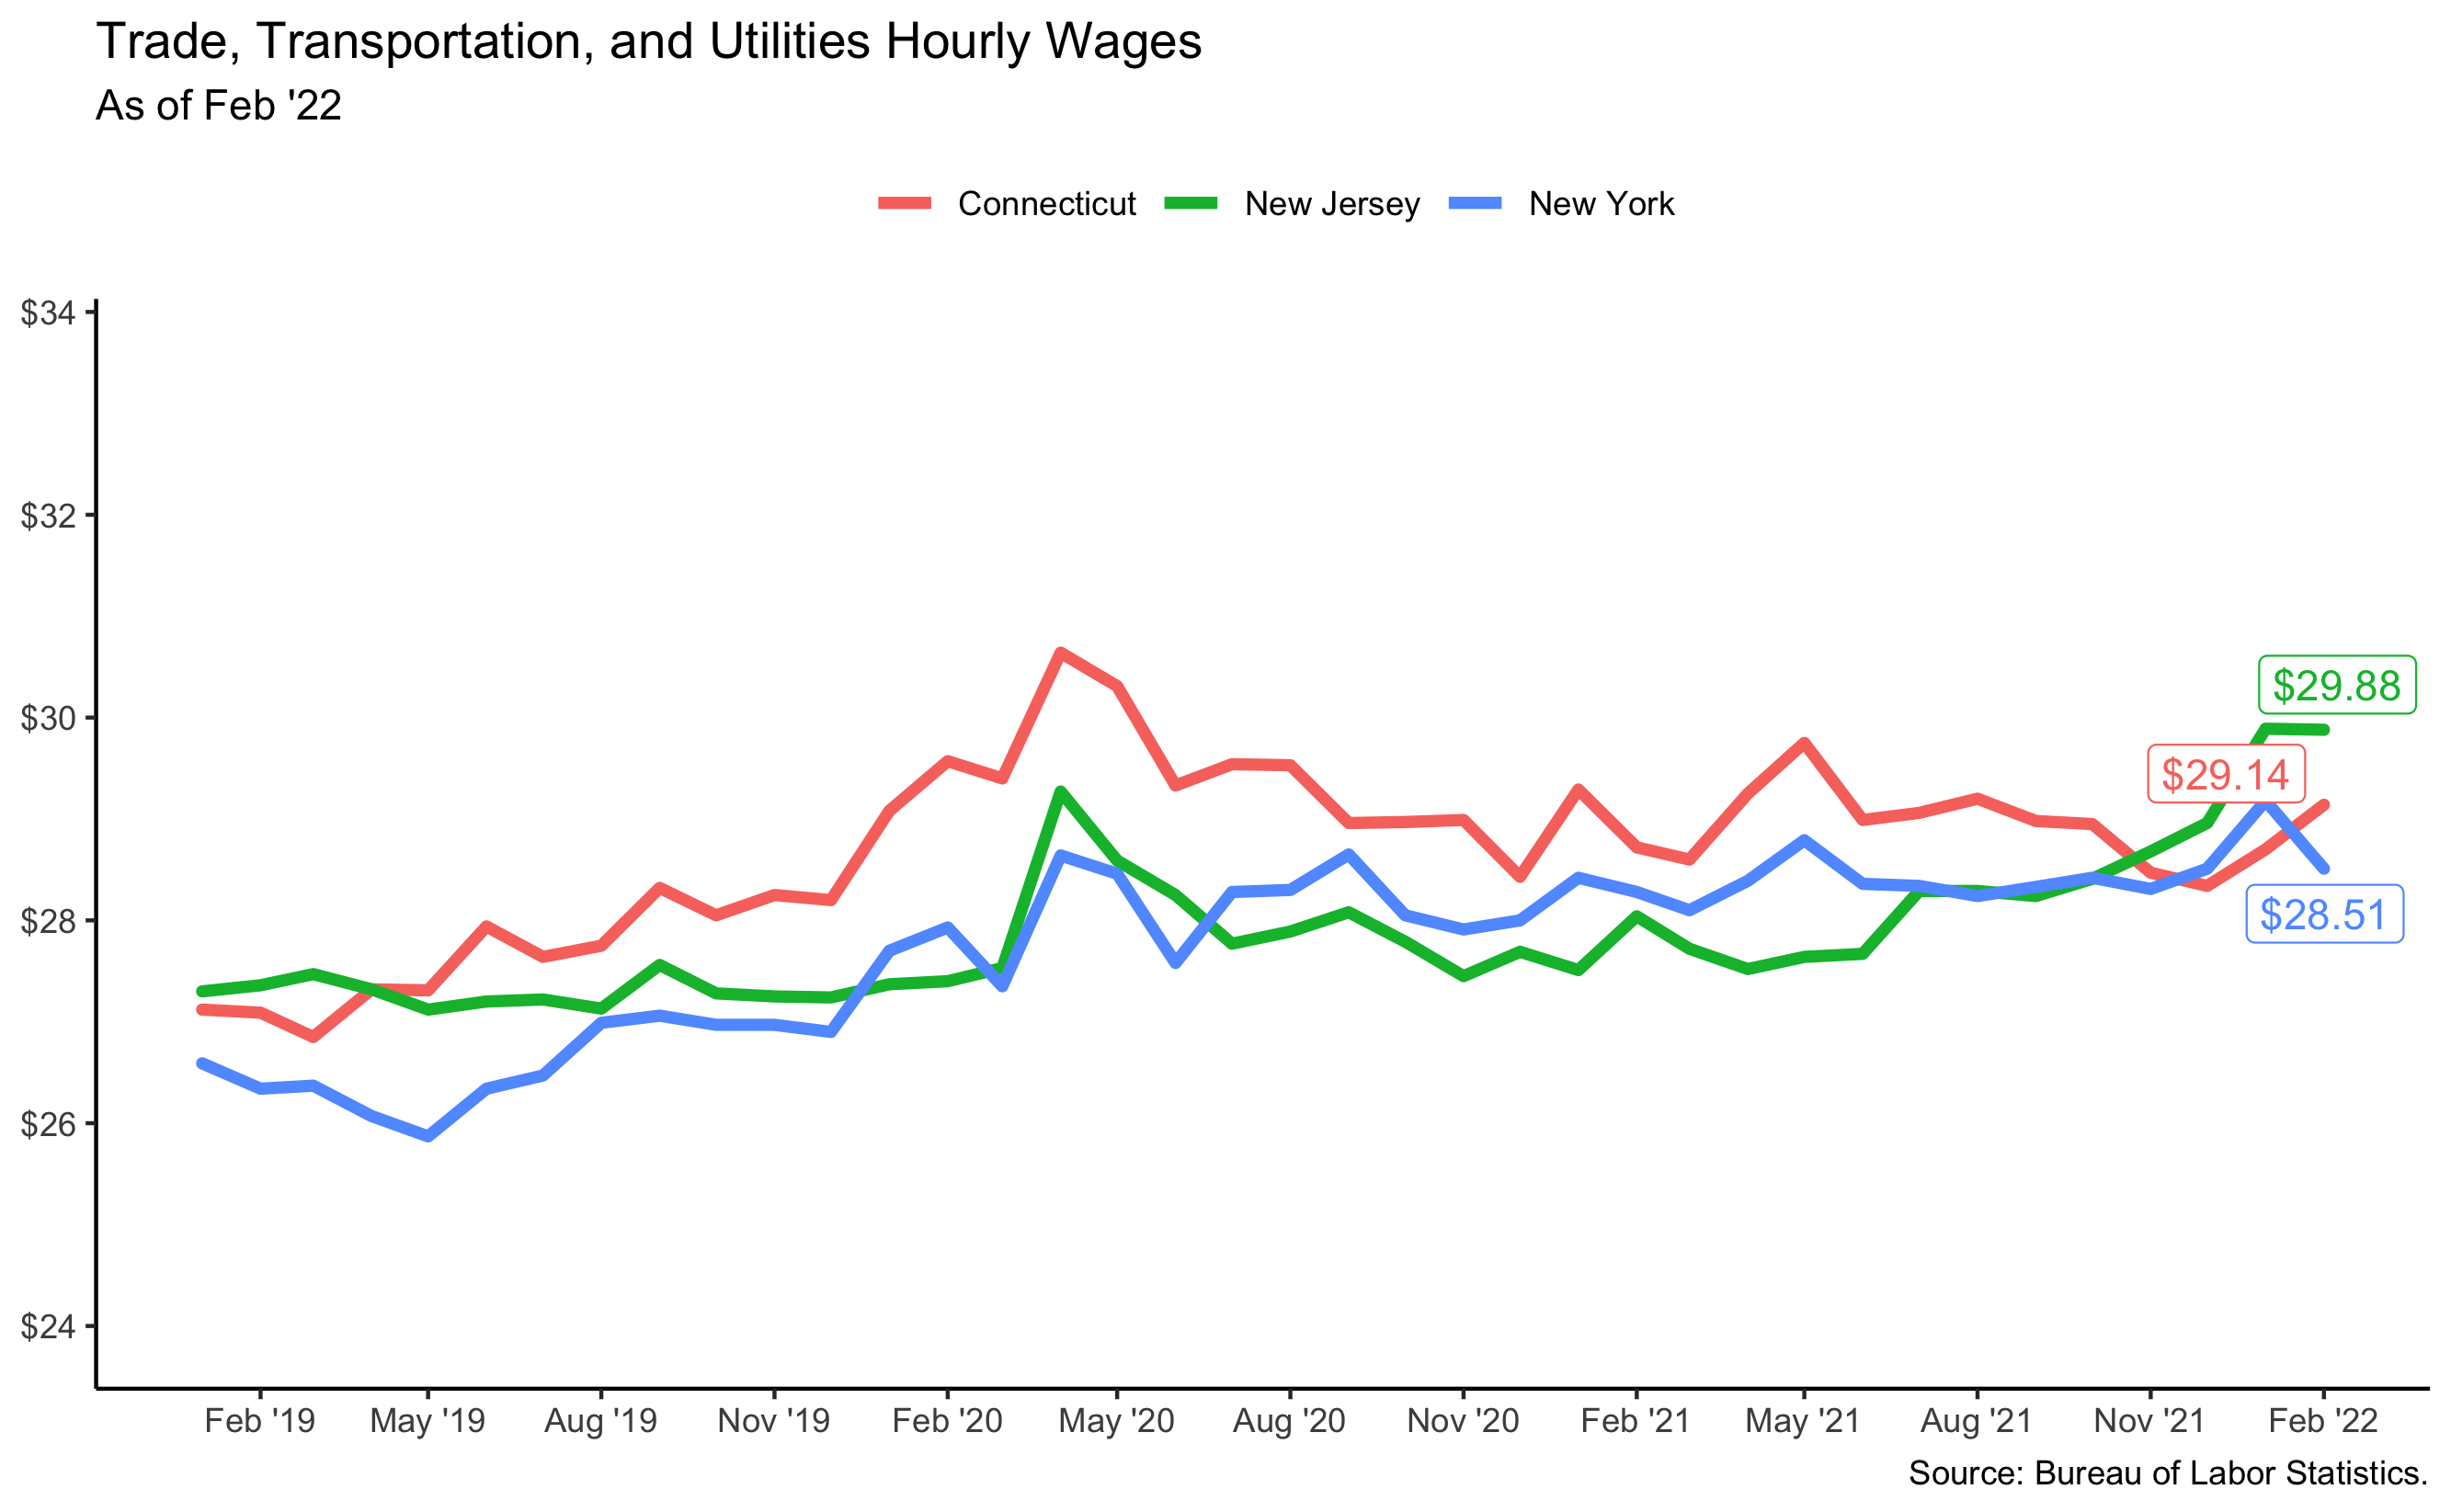 Trade, Transportation, and Utilities Hourly Wages
As of Feb '22
Connecticut New Jersey New York
$34
$32
$30
$28
$26
$24
$29.88
$29.14
$28.51
Feb '19 May '19 Aug '19 Nov '19 Feb '20 May '20 Aug '20 Nov '20 Feb '21 May '21 Aug '21 Nov '21 Feb '22
Source: Bureau of Labor Statistics.